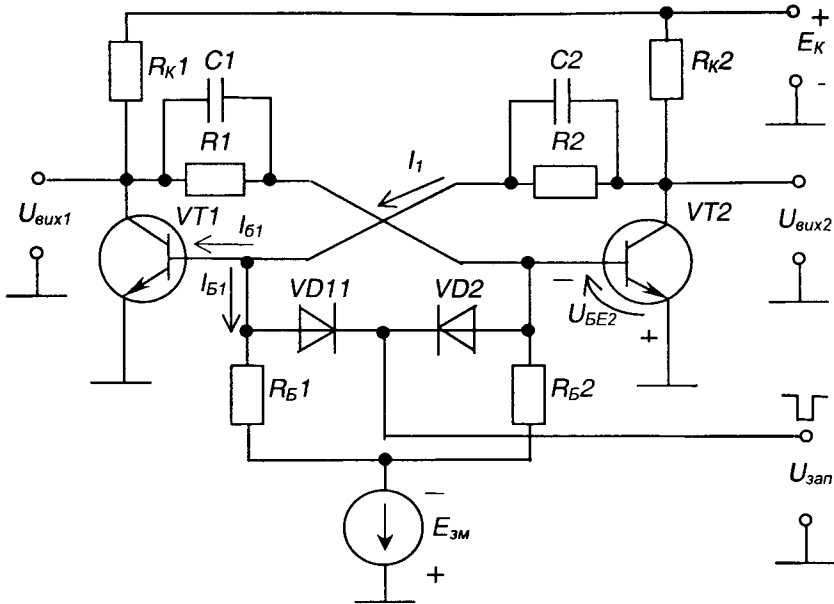 +
E_К
-
R_К1
C1
C2
R_К2
R1
R2
I_1
U_вих1
VT1
I_б1
VT2
U_вих2
I_Б1
VD11
VD2
−
U_БЕ2
+
R_Б1
R_Б2
U_зап
−
E_зм
+